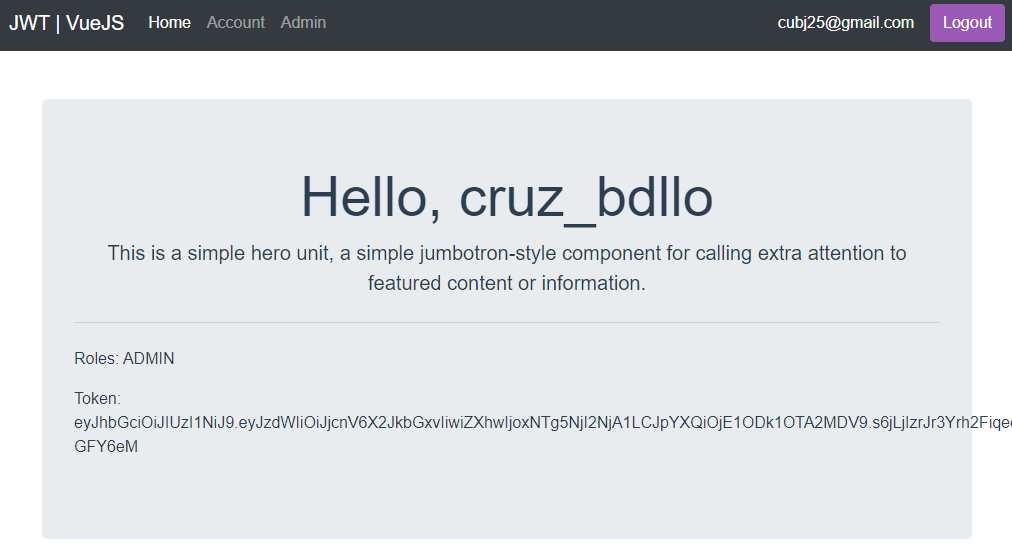 JWT | VueJS Home Account Admin cubj25@gmail.com Logout
Hello, cruz_bdllo
This is a simple hero unit, a simple jumbotron-style component for calling extra attention to
featured content or information.
Roles: ADMIN
Token:
eyJhbGciOiJIUzI1NiJ9.eyJzdWIiOiJjcnV6X2JkbGxvIiwiZXhwIjoxNTg5NjI2NjA1LCJpYXQiOjE1ODk1OTA2MDV9.s6jLjIzrJr3Yrh2Fiqe
GFY6eM